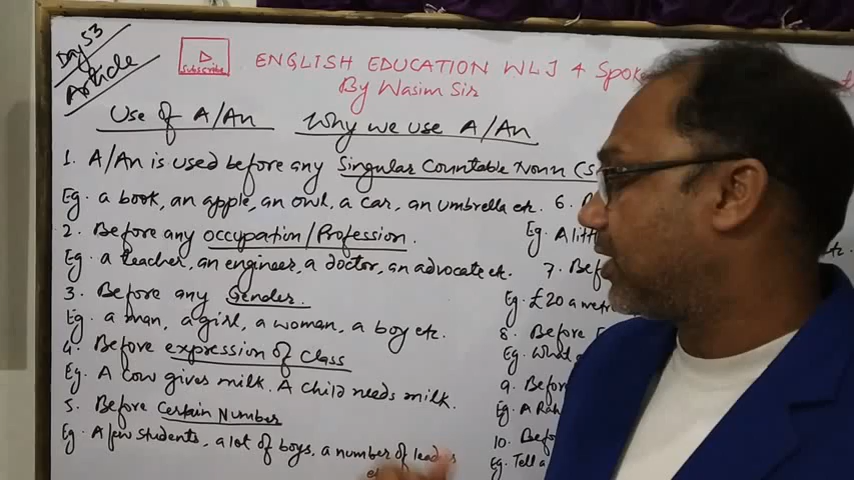 Day 53
Article
Subscribe
ENGLISH EDUCATION WLJ & Spok
By Wasim Sir
Use of A/An
Why we use A/An
1. A/An is used before any Singular Countable Noun (S
Eg. a book, an apple, an owl, a car, an umbrella etc.
2. Before any occupation/Profession.
Eg. a teacher, an engineer, a doctor, an advocate etc.
3. Before any Gender.
Eg. a man, a girl, a woman, a boy etc.
4. Before expression of Class
Eg. A cow gives milk. A child needs milk.
5. Before Certain Number
Eg. A few students, a lot of boys, a number of leaders
6.
Eg. A litt
7. Bef
Eg. £20 a metr
8. Before
Eg. What
9. Befor
Eg. A Rah
10. Befo
Eg. Tell a